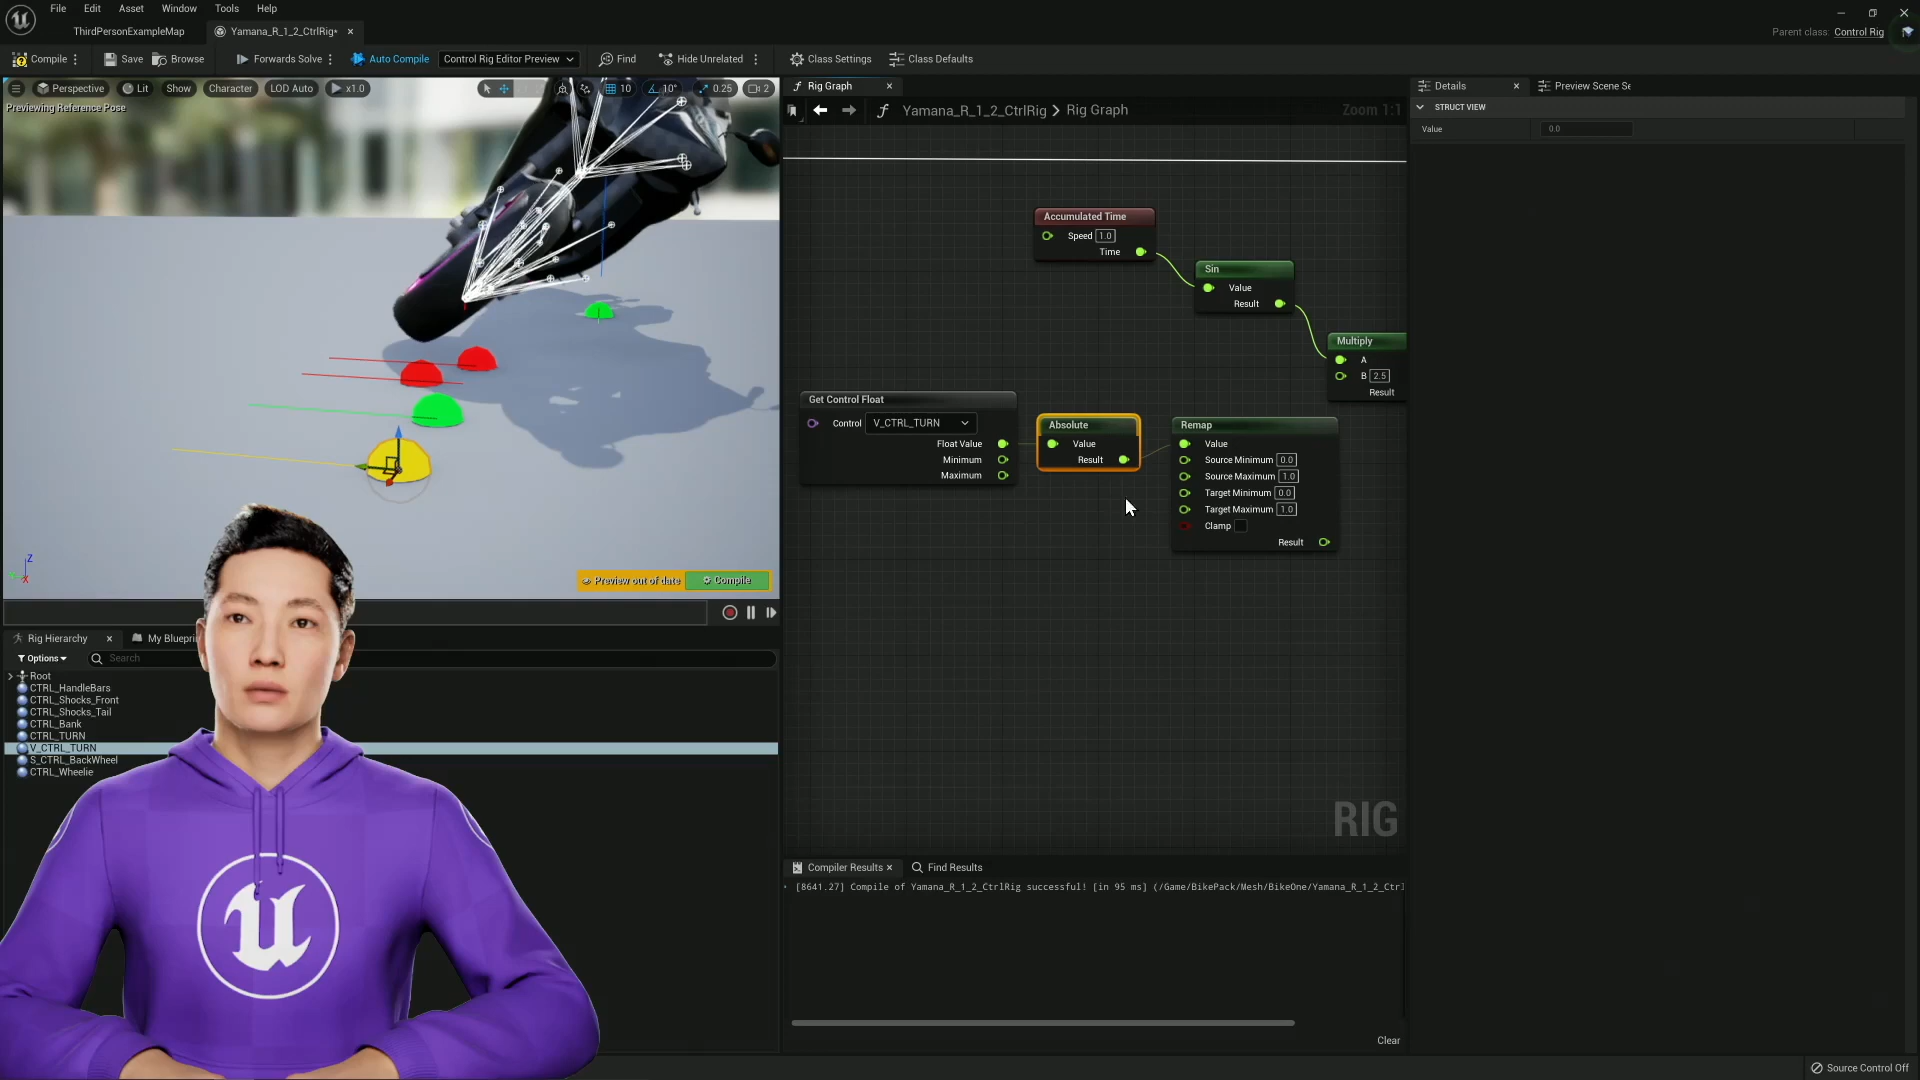 File Edit Asset Window Tools Help
ThirdPersonExampleMap
Yamana_R_1_2_CtrlRig*
Parent class: Control Rig
Compile Save Browse Forwards Solve Auto Compile Control Rig Editor Preview Find Hide Unrelated Class Settings Class Defaults
Perspective Lit Show Character LOD Auto x1.0 10 10° 0.25 2
Previewing Reference Pose
Z
X
Preview out of date Compile
Rig Hierarchy
My Blueprin
Options
Search
Root
CTRL_HandleBars
CTRL_Shocks_Front
CTRL_Shocks_Tail
CTRL_Bank
CTRL_TURN
V_CTRL_TURN
S_CTRL_BackWheel
CTRL_Wheelie
Rig Graph
Yamana_R_1_2_CtrlRig > Rig Graph
Zoom 1:1
Accumulated Time
Speed 1.0
Time
Sin
Value
Result
Multiply
A
B 2.5
Result
Get Control Float
Control V_CTRL_TURN
Float Value
Minimum
Maximum
Absolute
Value
Result
Remap
Value
Source Minimum 0.0
Source Maximum 1.0
Target Minimum 0.0
Target Maximum 1.0
Clamp
Result
RIG
Compiler Results
Find Results
[8641.27] Compile of Yamana_R_1_2_CtrlRig successful! [in 95 ms] (/Game/BikePack/Mesh/BikeOne/Yamana_R_1_2_Ctrl
Clear
Details
Preview Scene Se
STRUCT VIEW
Value 0.0
Source Control Off